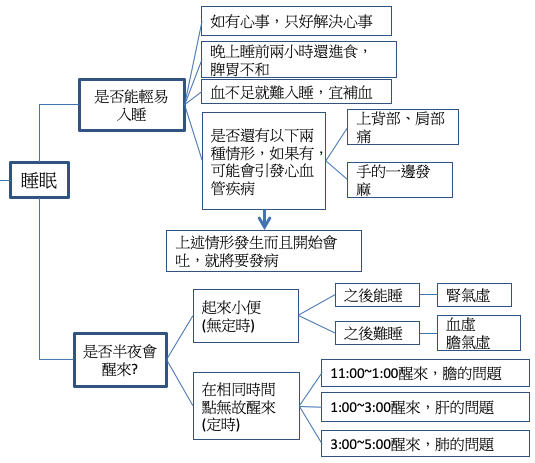 睡眠
是否能輕易
入睡
如有心事，只好解決心事
晚上睡前兩小時還進食，
脾胃不和
血不足就難入睡，宜補血
是否還有以下兩
種情形，如果有，
可能會引發心血
管疾病
上背部、肩部
痛
手的一邊發
麻
上述情形發生而且開始會
吐，就將要發病
是否半夜會
醒來?
起來小便
(無定時)
之後能睡
腎氣虛
之後難睡
血虛
膽氣虛
在相同時間
點無故醒來
(定時)
11:00~1:00醒來，膽的問題
1:00~3:00醒來，肝的問題
3:00~5:00醒來，肺的問題